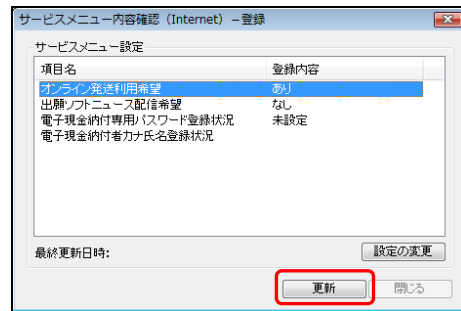 サービスメニュー内容確認（Internet）－登録
サービスメニュー設定
項目名 登録内容
オンライン発送利用希望 あり
出願ソフトニュース配信希望 なし
電子現金納付専用パスワード登録状況 未設定
電子現金納付者カナ氏名登録状況
最終更新日時: 設定の変更
更新 閉じる